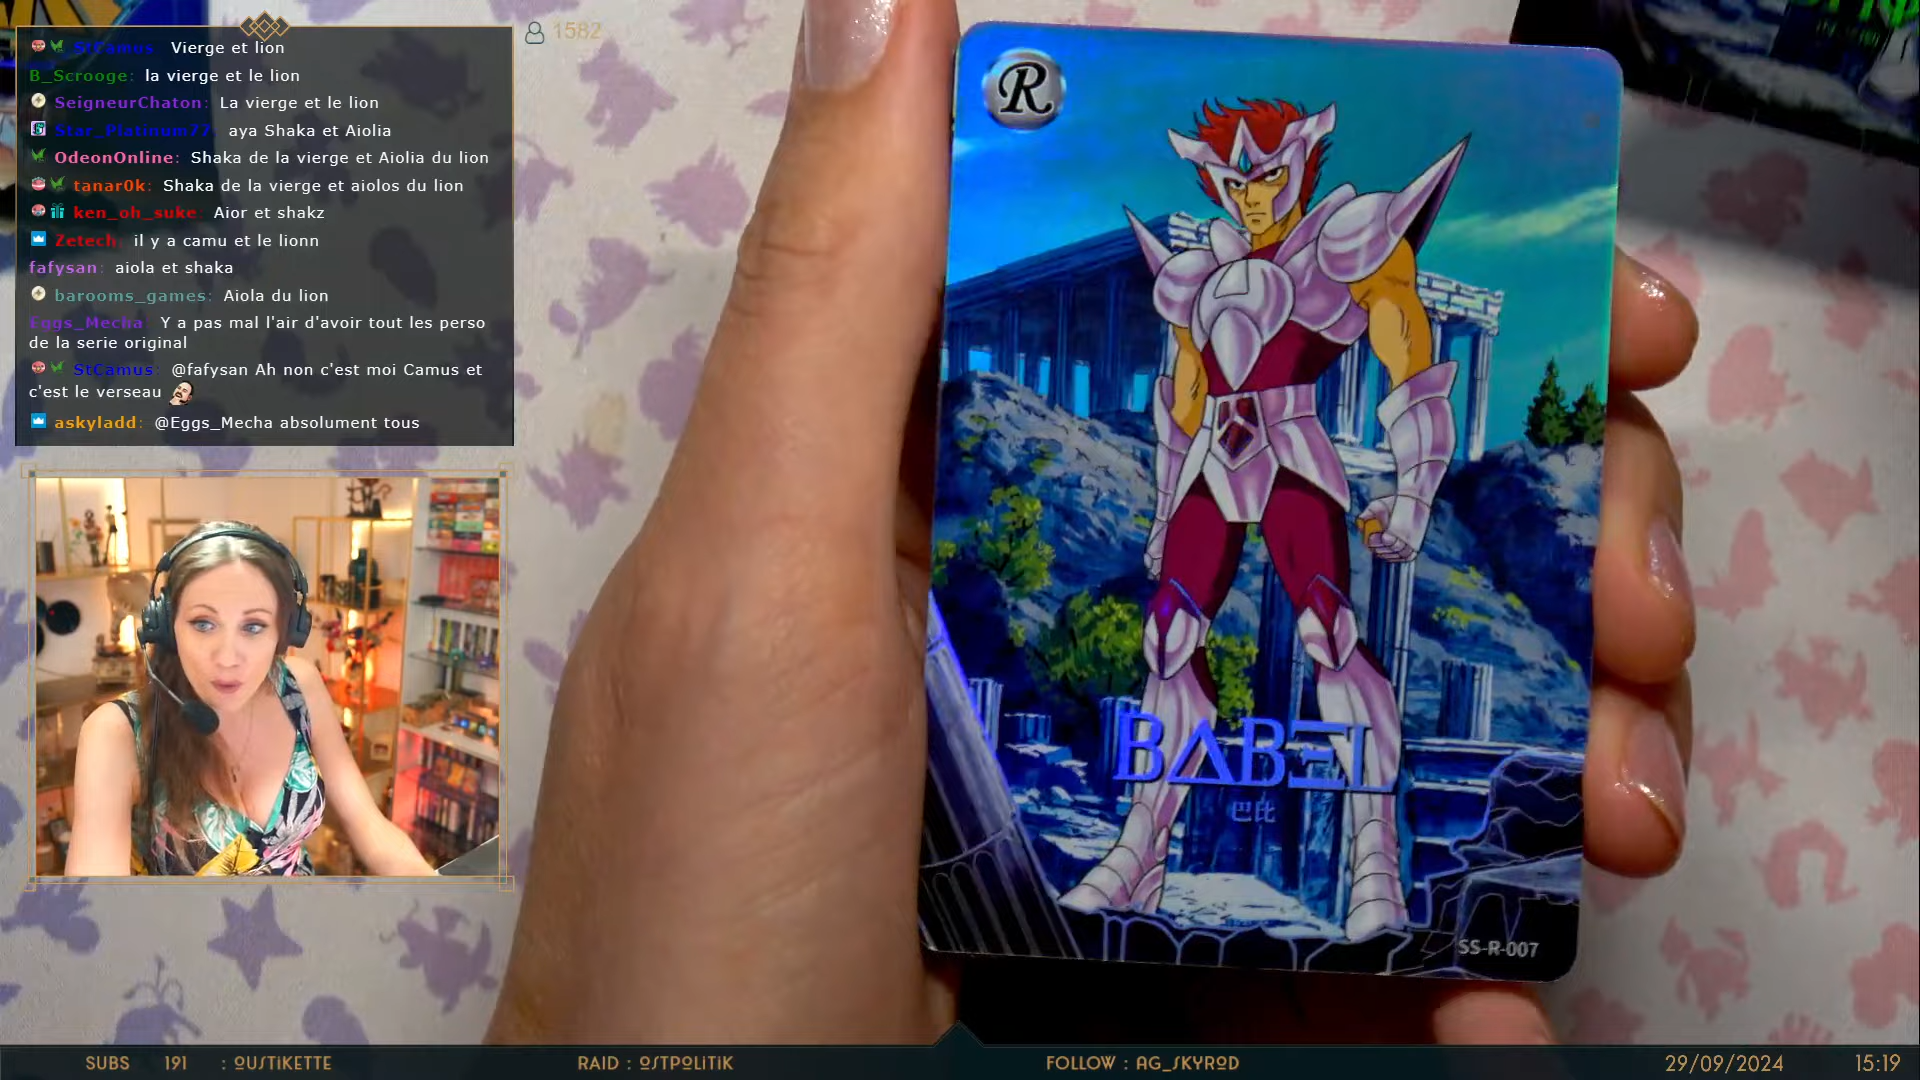 StCamus: Vierge et lion
B_Scrooge: la vierge et le lion
SeigneurChaton: La vierge et le lion
Star_Platinum77: aya Shaka et Aiolia
OdeonOnline: Shaka de la vierge et Aiolia du lion
tanar0k: Shaka de la vierge et aiolos du lion
ken_oh_suke: Aior et shakz
Zetech: il y a camu et le lionn
fafysan: aiola et shaka
barooms_games: Aiola du lion
Eggs_Mecha: Y a pas mal l'air d'avoir tout les perso
de la serie original
StCamus: @fafysan Ah non c'est moi Camus et
c'est le verseau
askyladd: @Eggs_Mecha absolument tous
1582
R
BABEL
巴比
SS-R-007
SUBS 191 : OUSTIKETTE
RAID : OSTPOLITIK
FOLLOW : AG_SKYROD
29/09/2024 15:19